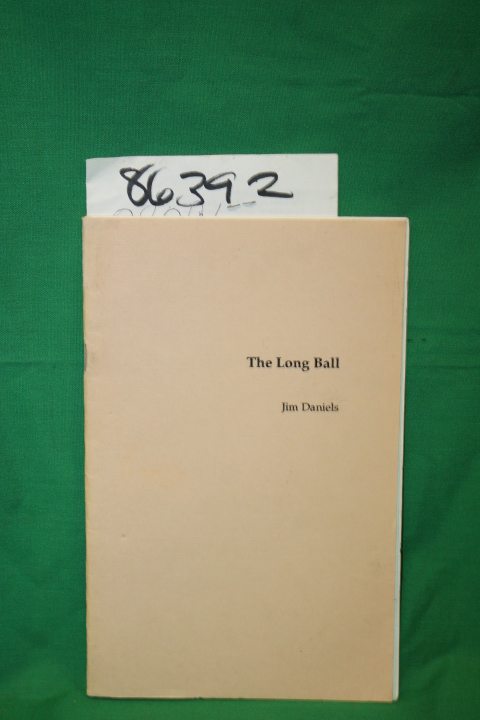 86392
The Long Ball
Jim Daniels